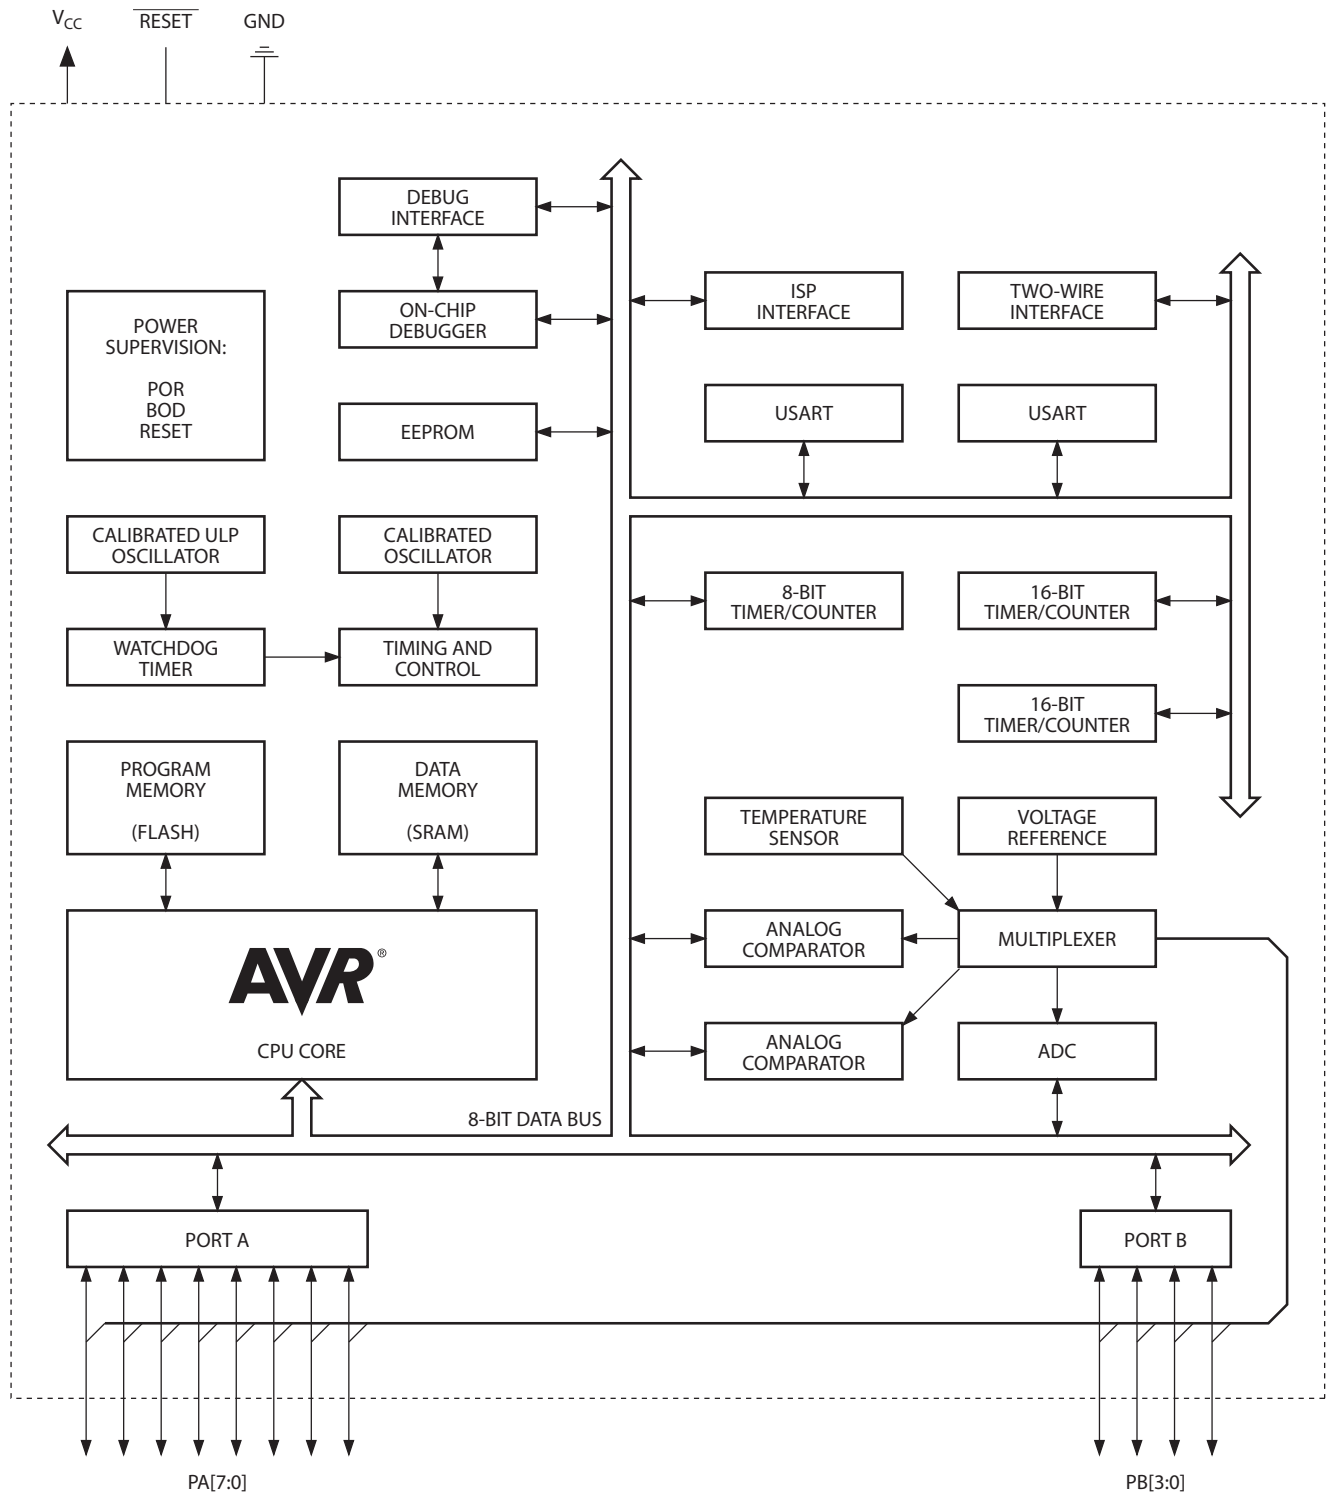 VCC
RESET
GND
DEBUG
INTERFACE
ISP
INTERFACE
TWO-WIRE
INTERFACE
POWER
SUPERVISION:
POR
BOD
RESET
ON-CHIP
DEBUGGER
EEPROM
USART
USART
CALIBRATED ULP
OSCILLATOR
CALIBRATED
OSCILLATOR
8-BIT
TIMER/COUNTER
16-BIT
TIMER/COUNTER
WATCHDOG
TIMER
TIMING AND
CONTROL
16-BIT
TIMER/COUNTER
PROGRAM
MEMORY
(FLASH)
DATA
MEMORY
(SRAM)
TEMPERATURE
SENSOR
VOLTAGE
REFERENCE
AVR®
CPU CORE
ANALOG
COMPARATOR
MULTIPLEXER
ANALOG
COMPARATOR
ADC
8-BIT DATA BUS
PORT A
PORT B
PA[7:0]
PB[3:0]